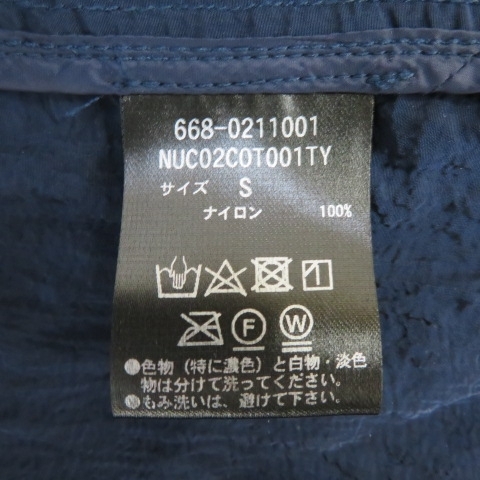 668-0211001
NUC02COT001TY
サイズ S
ナイロン 100%
F W
●色物（特に濃色）と白物・淡色
物は分けて洗ってください。
●もみ洗いは、避けて下さい。